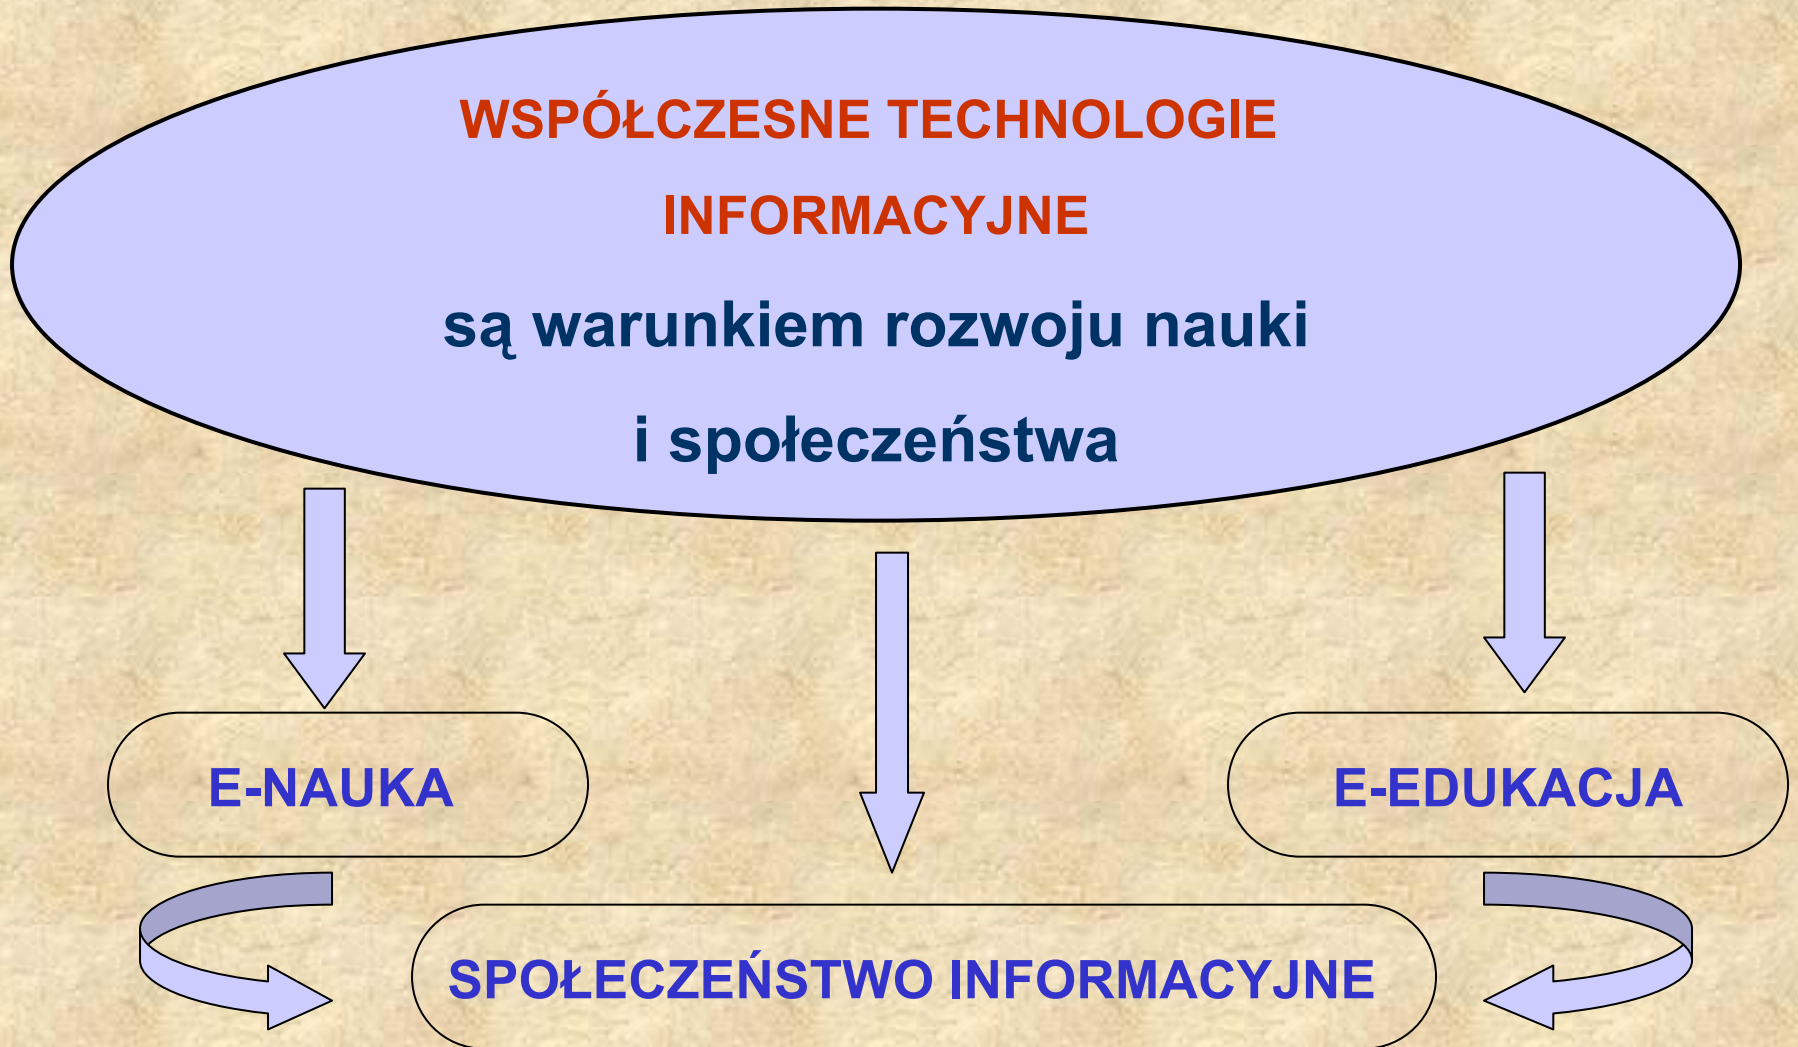 WSPÓŁCZESNE TECHNOLOGIE
INFORMACYJNE
są warunkiem rozwoju nauki
i społeczeństwa
E-NAUKA
E-EDUKACJA
SPOŁECZEŃSTWO INFORMACYJNE